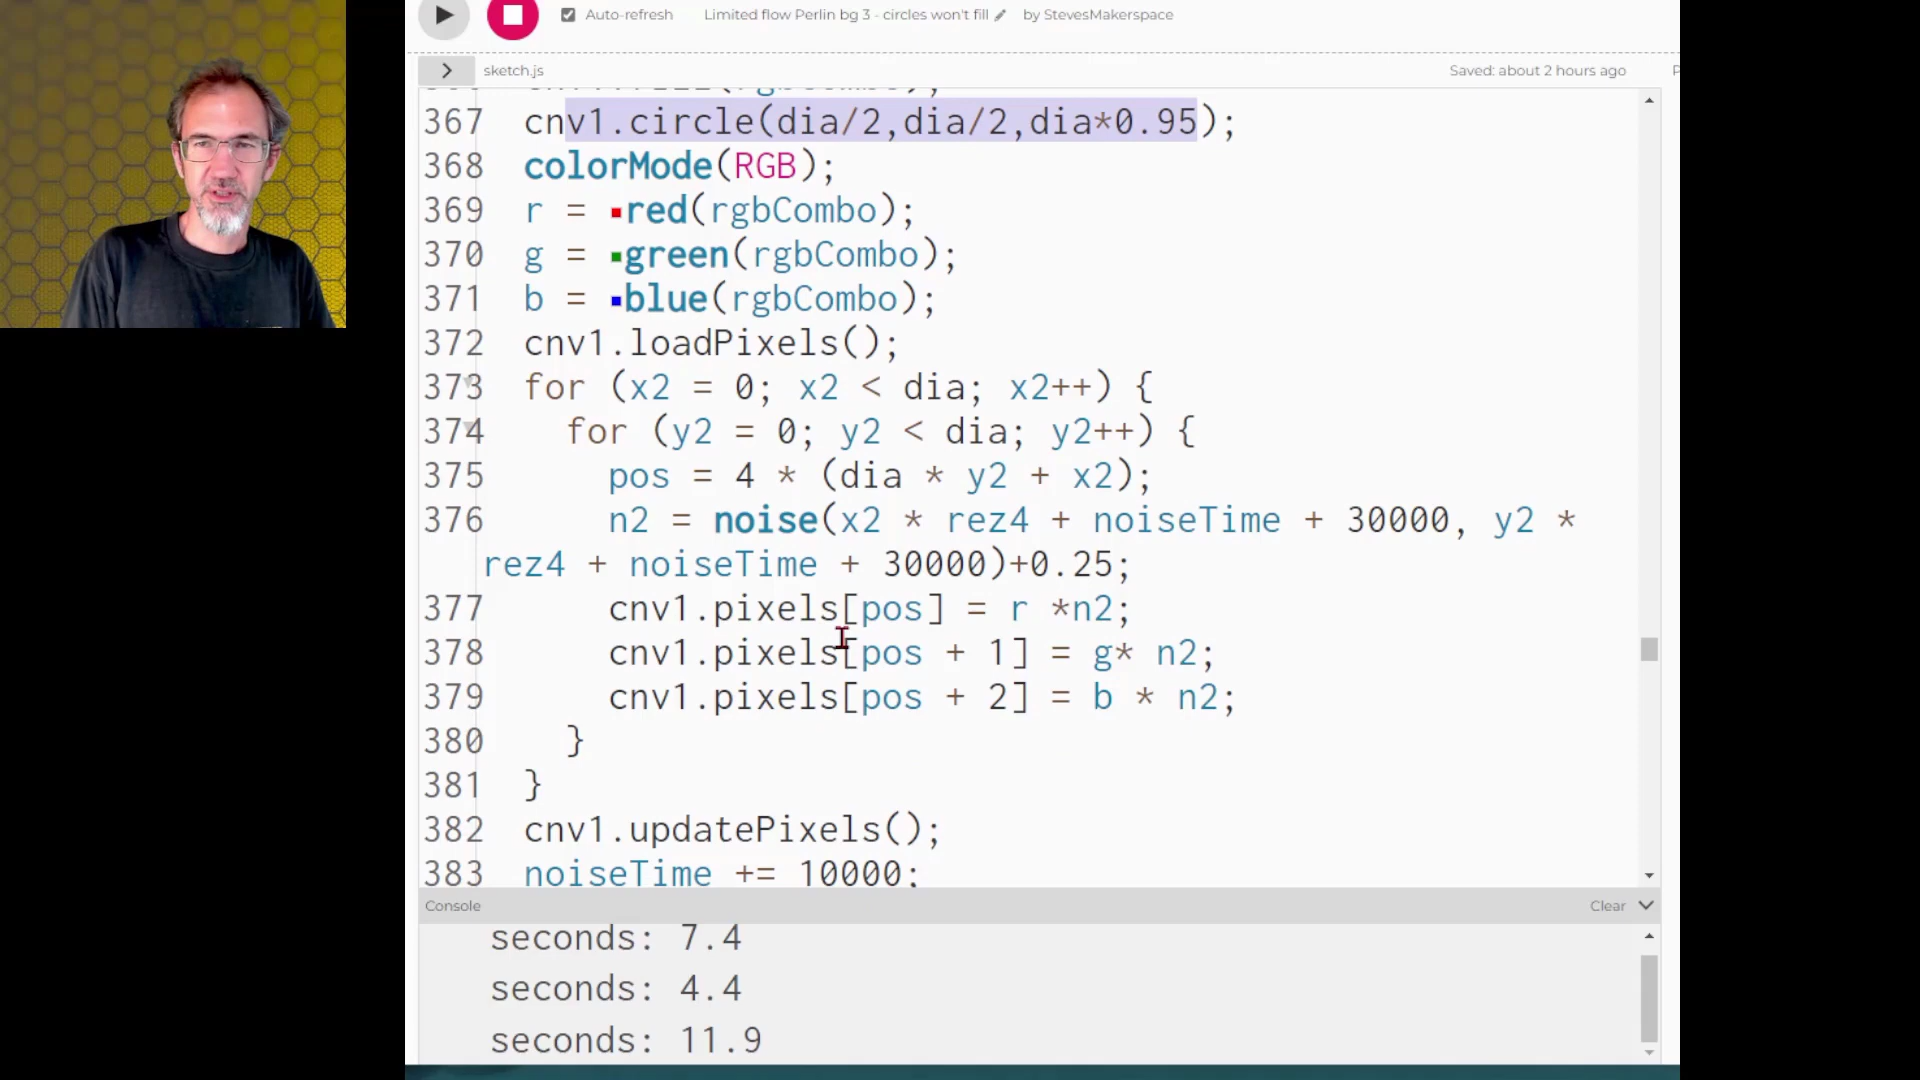 Auto-refresh Limited flow Perlin bg 3 - circles won't fill by StevesMakerspace
sketch.js Saved: about 2 hours ago P
367 cnv1.circle(dia/2,dia/2,dia*0.95);
368 colorMode(RGB);
369 r = red(rgbCombo);
370 g = green(rgbCombo);
371 b = blue(rgbCombo);
372 cnv1.loadPixels();
373 for (x2 = 0; x2 < dia; x2++) {
374 for (y2 = 0; y2 < dia; y2++) {
375 pos = 4 * (dia * y2 + x2);
376 n2 = noise(x2 * rez4 + noiseTime + 30000, y2 *
rez4 + noiseTime + 30000)+0.25;
377 cnv1.pixels[pos] = r *n2;
378 cnv1.pixels[pos + 1] = g* n2;
379 cnv1.pixels[pos + 2] = b * n2;
380 }
381 }
382 cnv1.updatePixels();
383 noiseTime += 10000;
Console Clear
seconds: 7.4
seconds: 4.4
seconds: 11.9